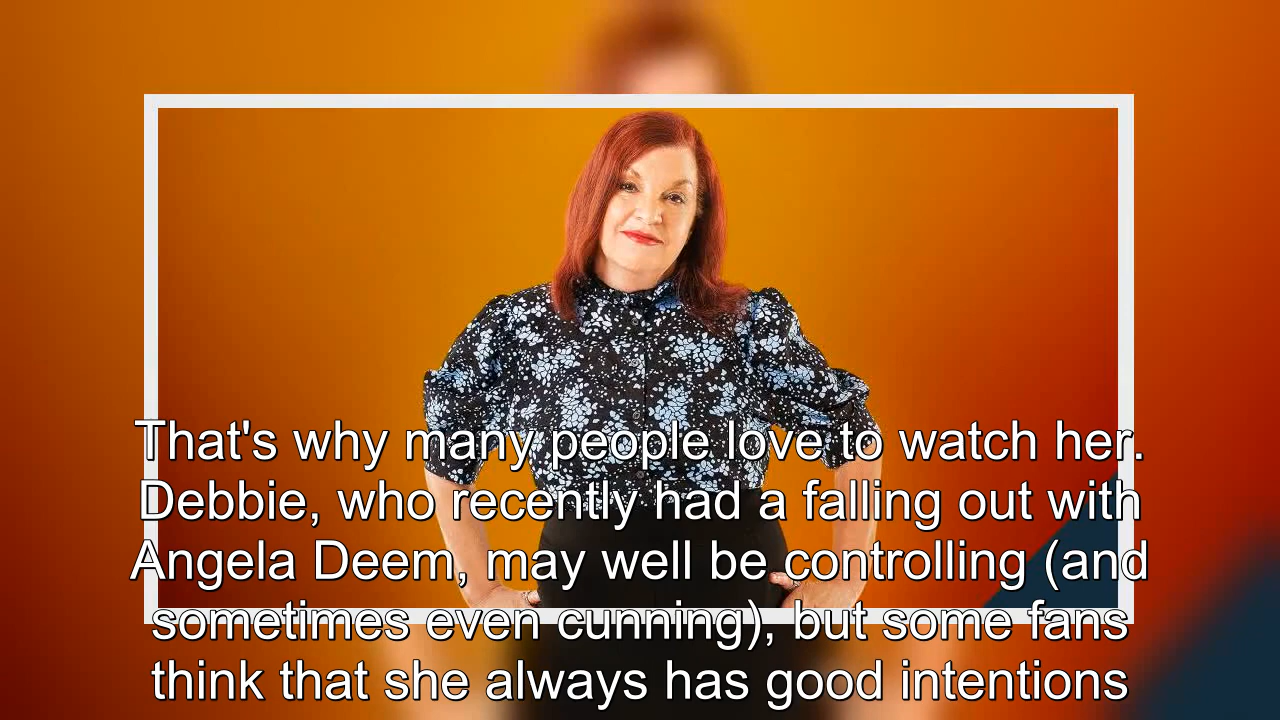 That's why many people love to watch her.
Debbie, who recently had a falling out with
Angela Deem, may well be controlling (and
sometimes even cunning), but some fans
think that she always has good intentions